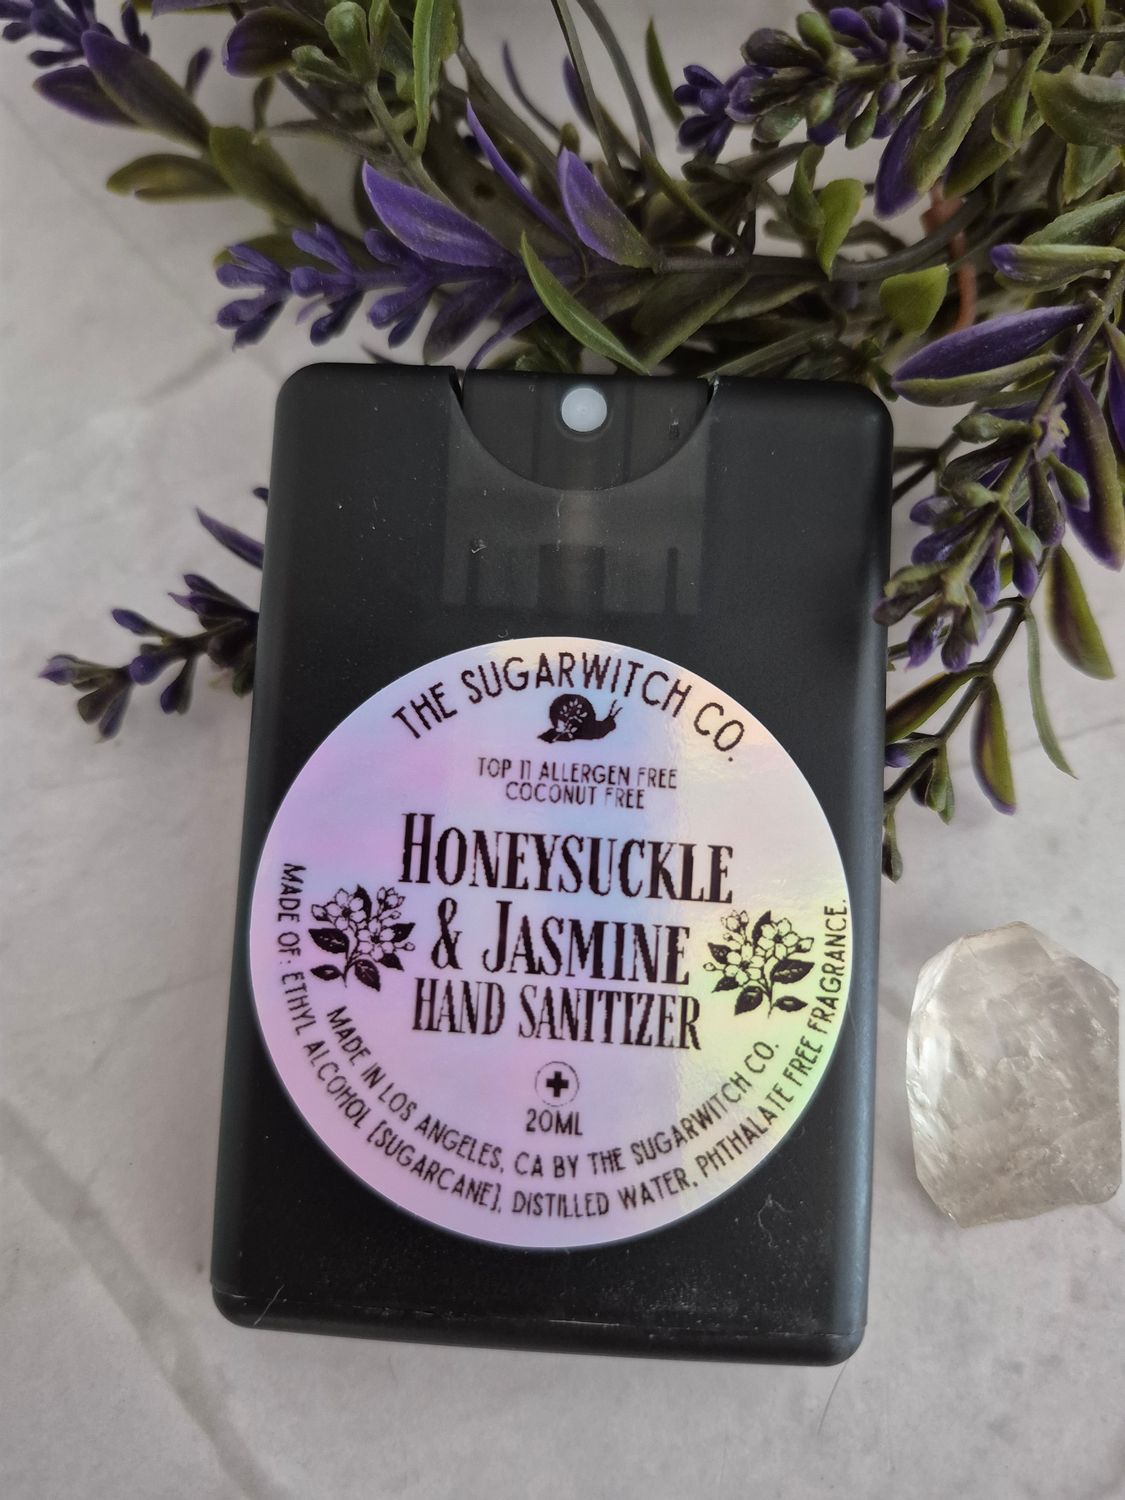 THE SUGARWITCH CO.
TOP 11 ALLERGEN FREE
COCONUT FREE
HONEYSUCKLE
& JASMINE
HAND SANITIZER
20ML
MADE IN LOS ANGELES, CA BY THE SUGARWITCH CO.
MADE OF: ETHYL ALCOHOL [SUGARCANE], DISTILLED WATER, PHTHALATE FREE FRAGRANCE.